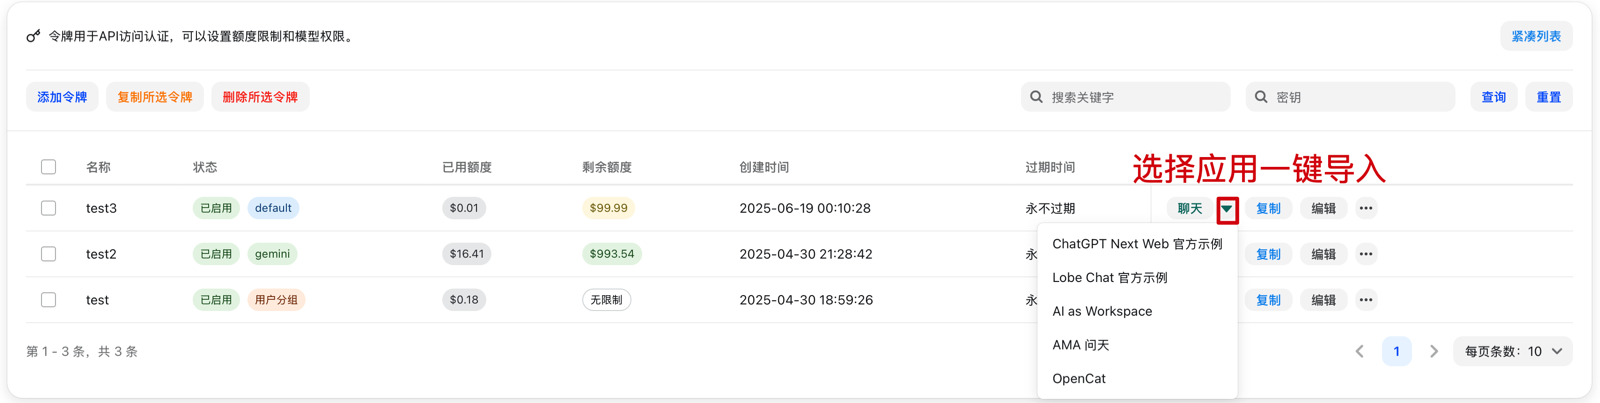 令牌用于API访问认证，可以设置额度限制和模型权限。 紧凑列表
添加令牌 复制所选令牌 删除所选令牌 搜索关键字 密钥 查询 重置
选择应用一键导入
名称 状态 已用额度 剩余额度 创建时间 过期时间
test3 已启用 default $0.01 $99.99 2025-06-19 00:10:28 永不过期 聊天 复制 编辑 •••
ChatGPT Next Web 官方示例
test2 已启用 gemini $16.41 $993.54 2025-04-30 21:28:42 永 复制 编辑 •••
Lobe Chat 官方示例
test 已启用 用户分组 $0.18 无限制 2025-04-30 18:59:26 永 复制 编辑 •••
AI as Workspace
AMA 问天
OpenCat
第 1 - 3 条，共 3 条 1 每页条数：10